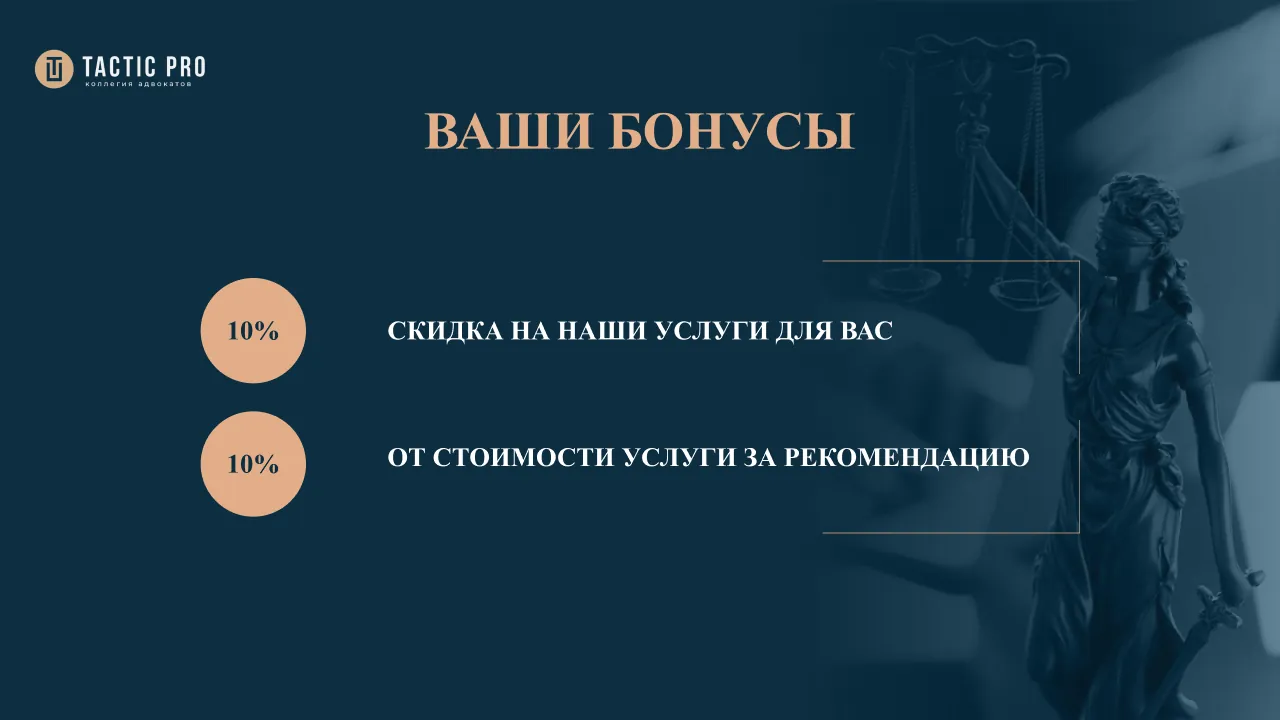 TACTIC PRO
коллегия адвокатов
ВАШИ БОНУСЫ
10%
СКИДКА НА НАШИ УСЛУГИ ДЛЯ ВАС
10%
ОТ СТОИМОСТИ УСЛУГИ ЗА РЕКОМЕНДАЦИЮ